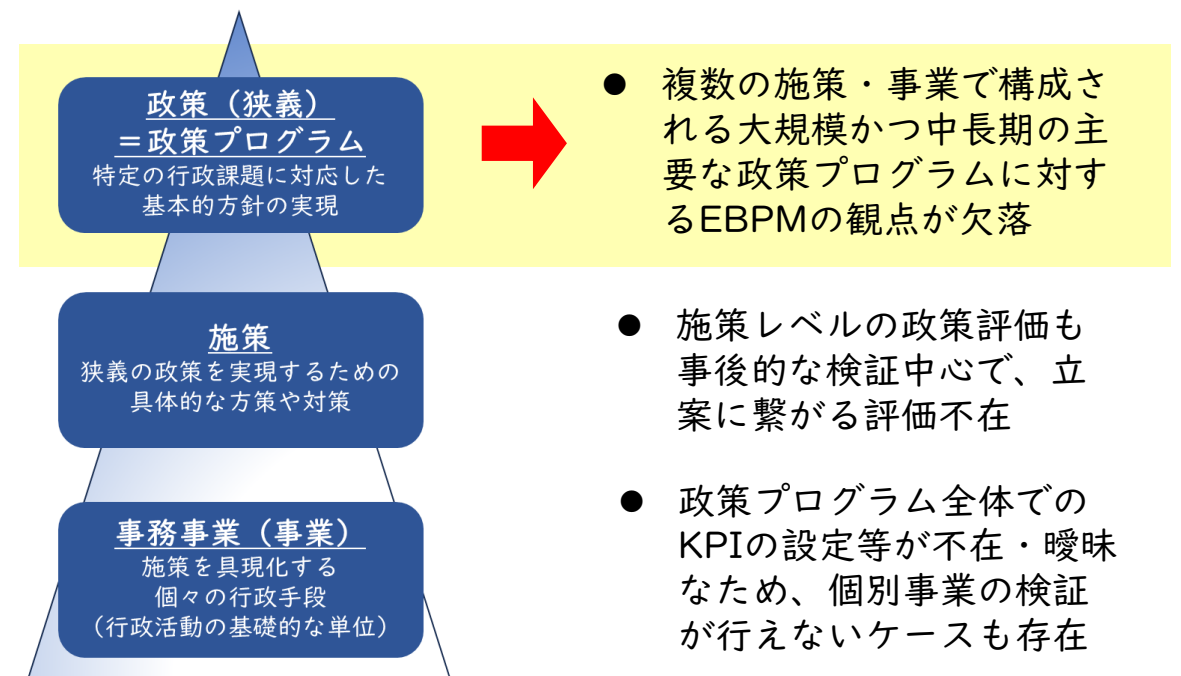 政策（狭義）
＝政策プログラム
特定の行政課題に対応した
基本的方針の実現
● 複数の施策・事業で構成さ
れる大規模かつ中長期の主
要な政策プログラムに対す
るEBPMの観点が欠落
施策
狭義の政策を実現するための
具体的な方策や対策
● 施策レベルの政策評価も
事後的な検証中心で、立
案に繋がる評価不在
事務事業（事業）
施策を具現化する
個々の行政手段
（行政活動の基礎的な単位）
● 政策プログラム全体での
KPIの設定等が不在・曖昧
なため、個別事業の検証
が行えないケースも存在